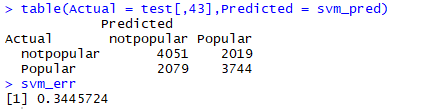 > table(Actual = test[,43],Predicted = svm_pred)
Predicted
Actual notpopular Popular
notpopular 4051 2019
Popular 2079 3744
> svm_err
[1] 0.3445724